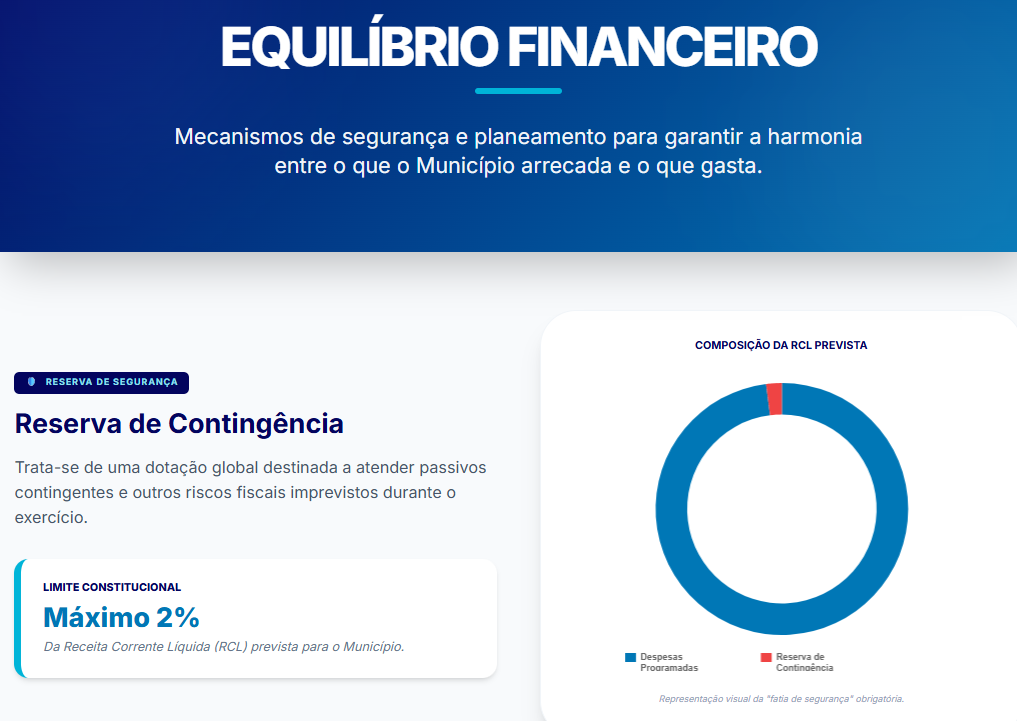 EQUILÍBRIO FINANCEIRO
Mecanismos de segurança e planeamento para garantir a harmonia
entre o que o Município arrecada e o que gasta.
RESERVA DE SEGURANÇA
Reserva de Contingência
Trata-se de uma dotação global destinada a atender passivos
contingentes e outros riscos fiscais imprevistos durante o
exercício.
LIMITE CONSTITUCIONAL
Máximo 2%
Da Receita Corrente Líquida (RCL) prevista para o Município.
COMPOSIÇÃO DA RCL PREVISTA
Despesas
Programadas
Reserva de
Contingência
Representação visual da "fatia de segurança" obrigatória.